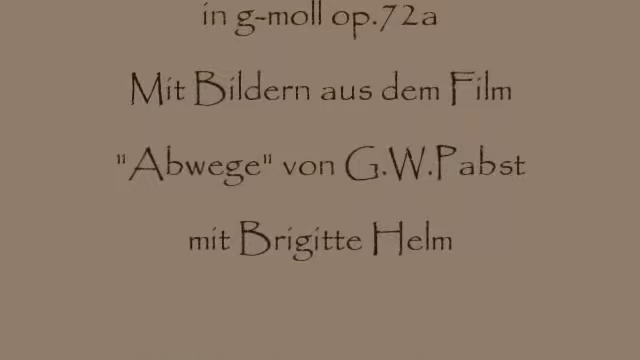 in g-moll op.72a
Mit Bildern aus dem Film
"Abwege" von G.W.Pabst
mit Brigitte Helm